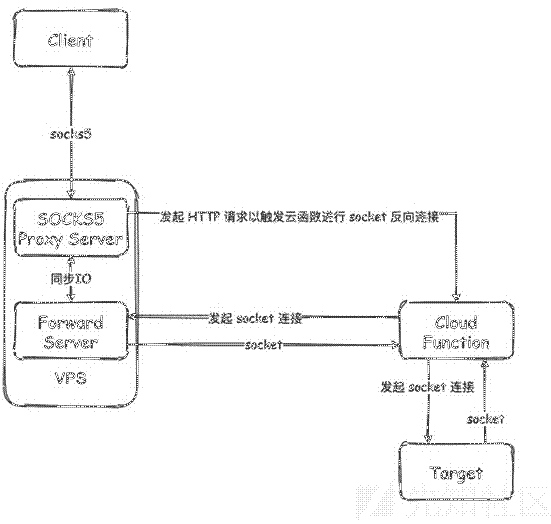 Client
socks5
SOCKS5
Proxy Server
发起 HTTP 请求以触发云函数进行 socket 反向连接
同步IO
Forward
Server
发起 socket 连接
socket
Cloud
Function
VPS
发起 socket 连接
socket
Target